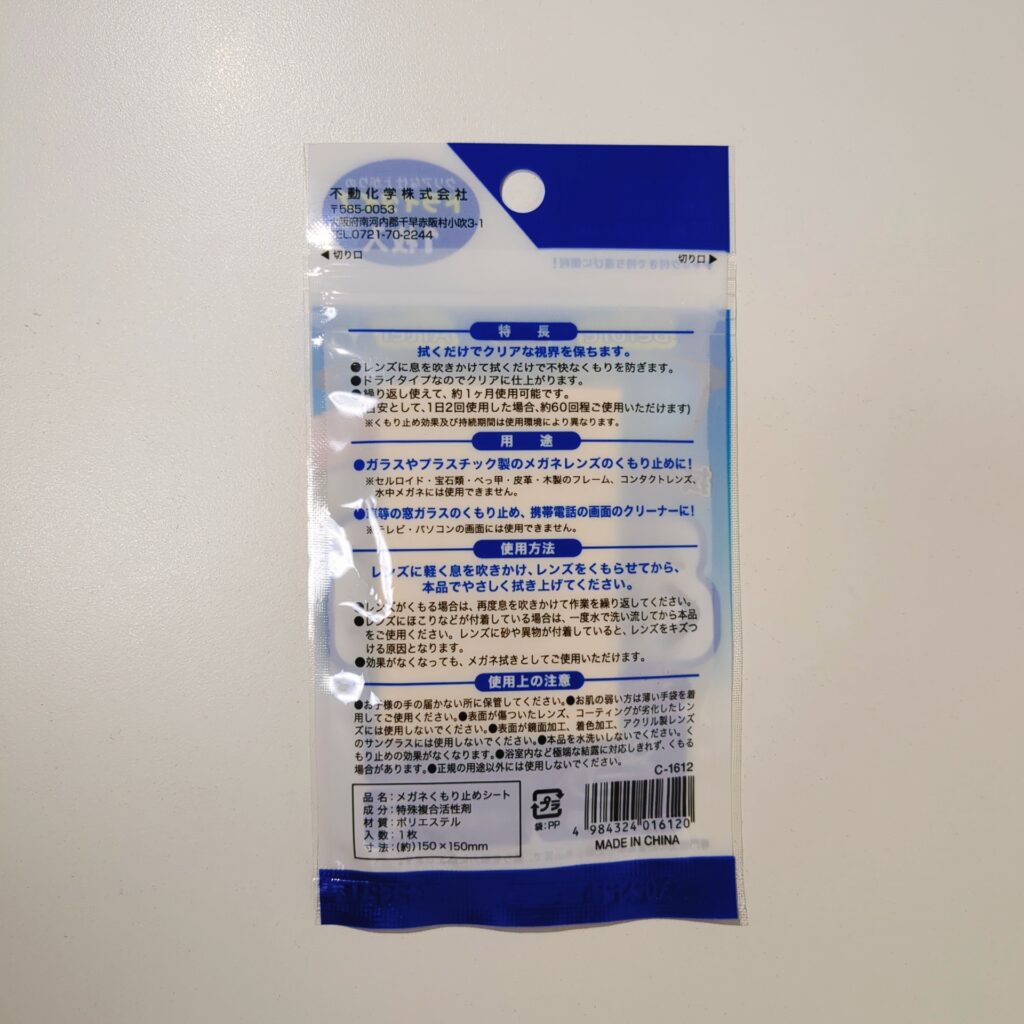 不動化学株式会社
〒585-0053
大阪府南河内郡千早赤阪村小吹3-1
TEL.0721-70-2244
◀切り口
切り口▶
特長
拭くだけでクリアな視界を保ちます。
●レンズに息を吹きかけて拭くだけで不快なくもりを防ぎます。
●ドライタイプなのでクリアに仕上がります。
●繰り返し使えて、約1ヶ月使用可能です。
(目安として、1日2回使用した場合、約60回程ご使用いただけます)
※くもり止め効果及び持続期間は使用環境により異なります。
用途
●ガラスやプラスチック製のメガネレンズのくもり止めに!
※セルロイド・宝石類・べっ甲・皮革・木製のフレーム、コンタクトレンズ、
水中メガネには使用できません。
等の窓ガラスのくもり止め、携帯電話の画面のクリーナーに!
※テレビ・パソコンの画面には使用できません。
使用方法
レンズに軽く息を吹きかけ、レンズをくもらせてから、
本品でやさしく拭き上げてください。
●レンズがくもる場合は、再度息を吹きかけて作業を繰り返してください。
●レンズにほこりなどが付着している場合は、一度水で洗い流してから本品
をご使用ください。レンズに砂や異物が付着していると、レンズをキズつ
ける原因となります。
●効果がなくなっても、メガネ拭きとしてご使用いただけます。
使用上の注意
●お子様の手の届かない所に保管してください。●お肌の弱い方は薄い手袋を着
用してご使用ください。●表面が傷ついたレンズ、コーティングが劣化したレン
ズには使用しないでください。●表面が鏡面加工、着色加工、アクリル製レンズ
のサングラスには使用しないでください。●本品を水洗いしないでください。く
もり止めの効果がなくなります。●浴室内など極端な結露に対応しきれず、くもる
場合があります。●正規の用途以外には使用しないでください。
C-1612
品名:メガネくもり止めシート
成分:特殊複合活性剤
材質:ポリエステル
入数:1枚
寸法:(約)150×150mm
プラ
袋:PP
4 984324 016120
MADE IN CHINA